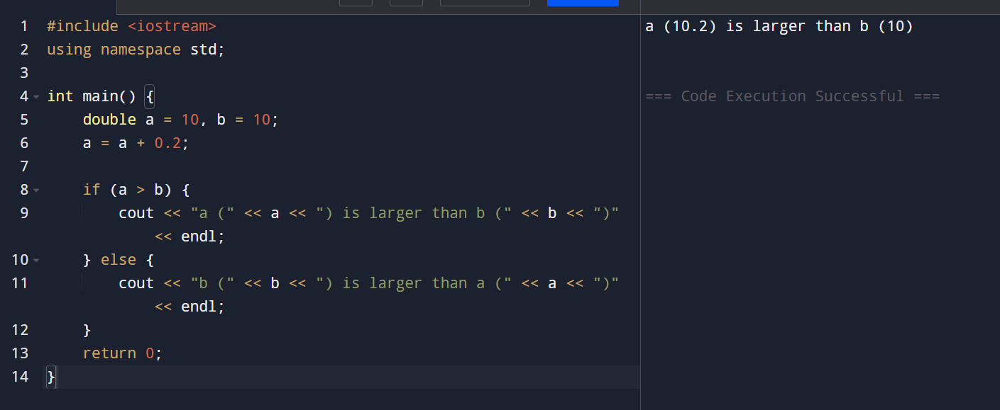 1 #include <iostream>
2 using namespace std;
3
4 int main() {
5     double a = 10, b = 10;
6     a = a + 0.2;
7
8     if (a > b) {
9         cout << "a (" << a << ") is larger than b (" << b << ")"
            << endl;
10     } else {
11         cout << "b (" << b << ") is larger than a (" << a << ")"
            << endl;
12     }
13     return 0;
14 }
a (10.2) is larger than b (10)
=== Code Execution Successful ===